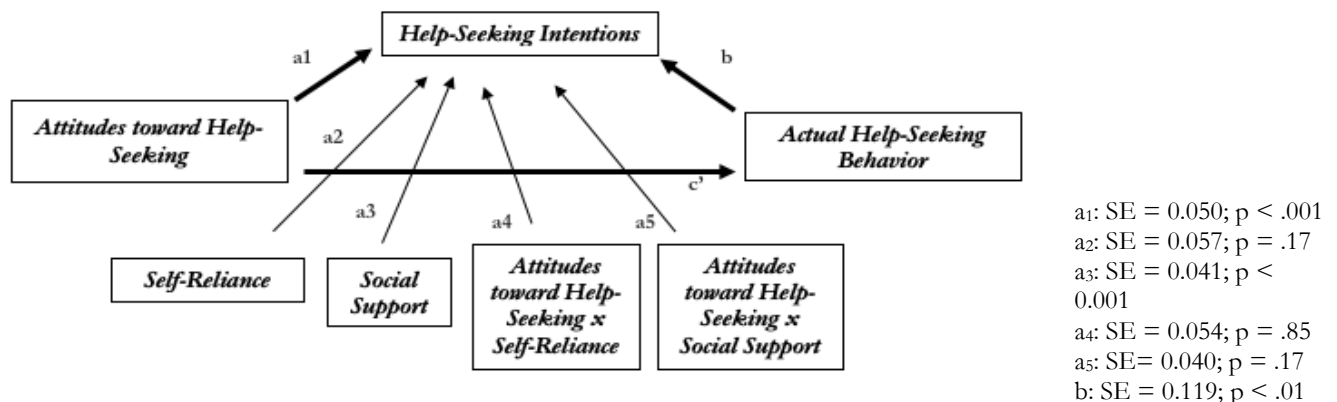 Help-Seeking Intentions
a1
b
Attitudes toward Help-
Seeking
Actual Help-Seeking
Behavior
a2
c'
a3
a4
a5
Self-Reliance
Social
Support
Attitudes
toward Help-
Seeking x
Self-Reliance
Attitudes
toward Help-
Seeking x
Social Support
a₁: SE = 0.050; p < .001
a₂: SE = 0.057; p = .17
a₃: SE = 0.041; p <
0.001
a₄: SE = 0.054; p = .85
a₅: SE= 0.040; p = .17
b: SE = 0.119; p < .01